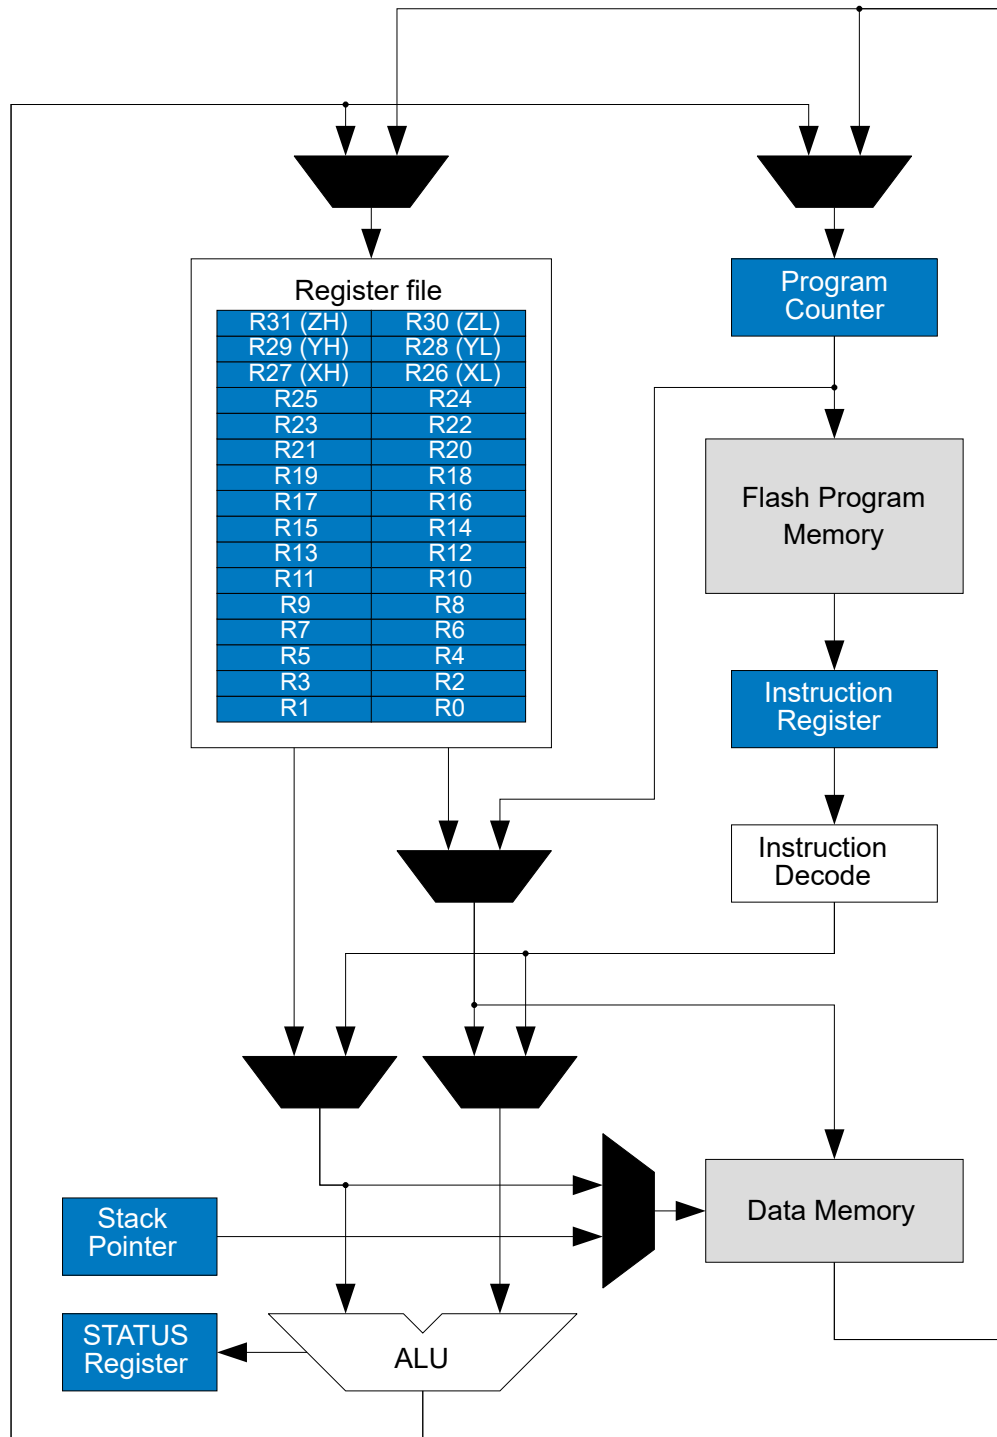 Register file
R31 (ZH) R30 (ZL)
R29 (YH) R28 (YL)
R27 (XH) R26 (XL)
R25 R24
R23 R22
R21 R20
R19 R18
R17 R16
R15 R14
R13 R12
R11 R10
R9 R8
R7 R6
R5 R4
R3 R2
R1 R0
Program
Counter
Flash Program
Memory
Instruction
Register
Instruction
Decode
Stack
Pointer
Data Memory
STATUS
Register
ALU